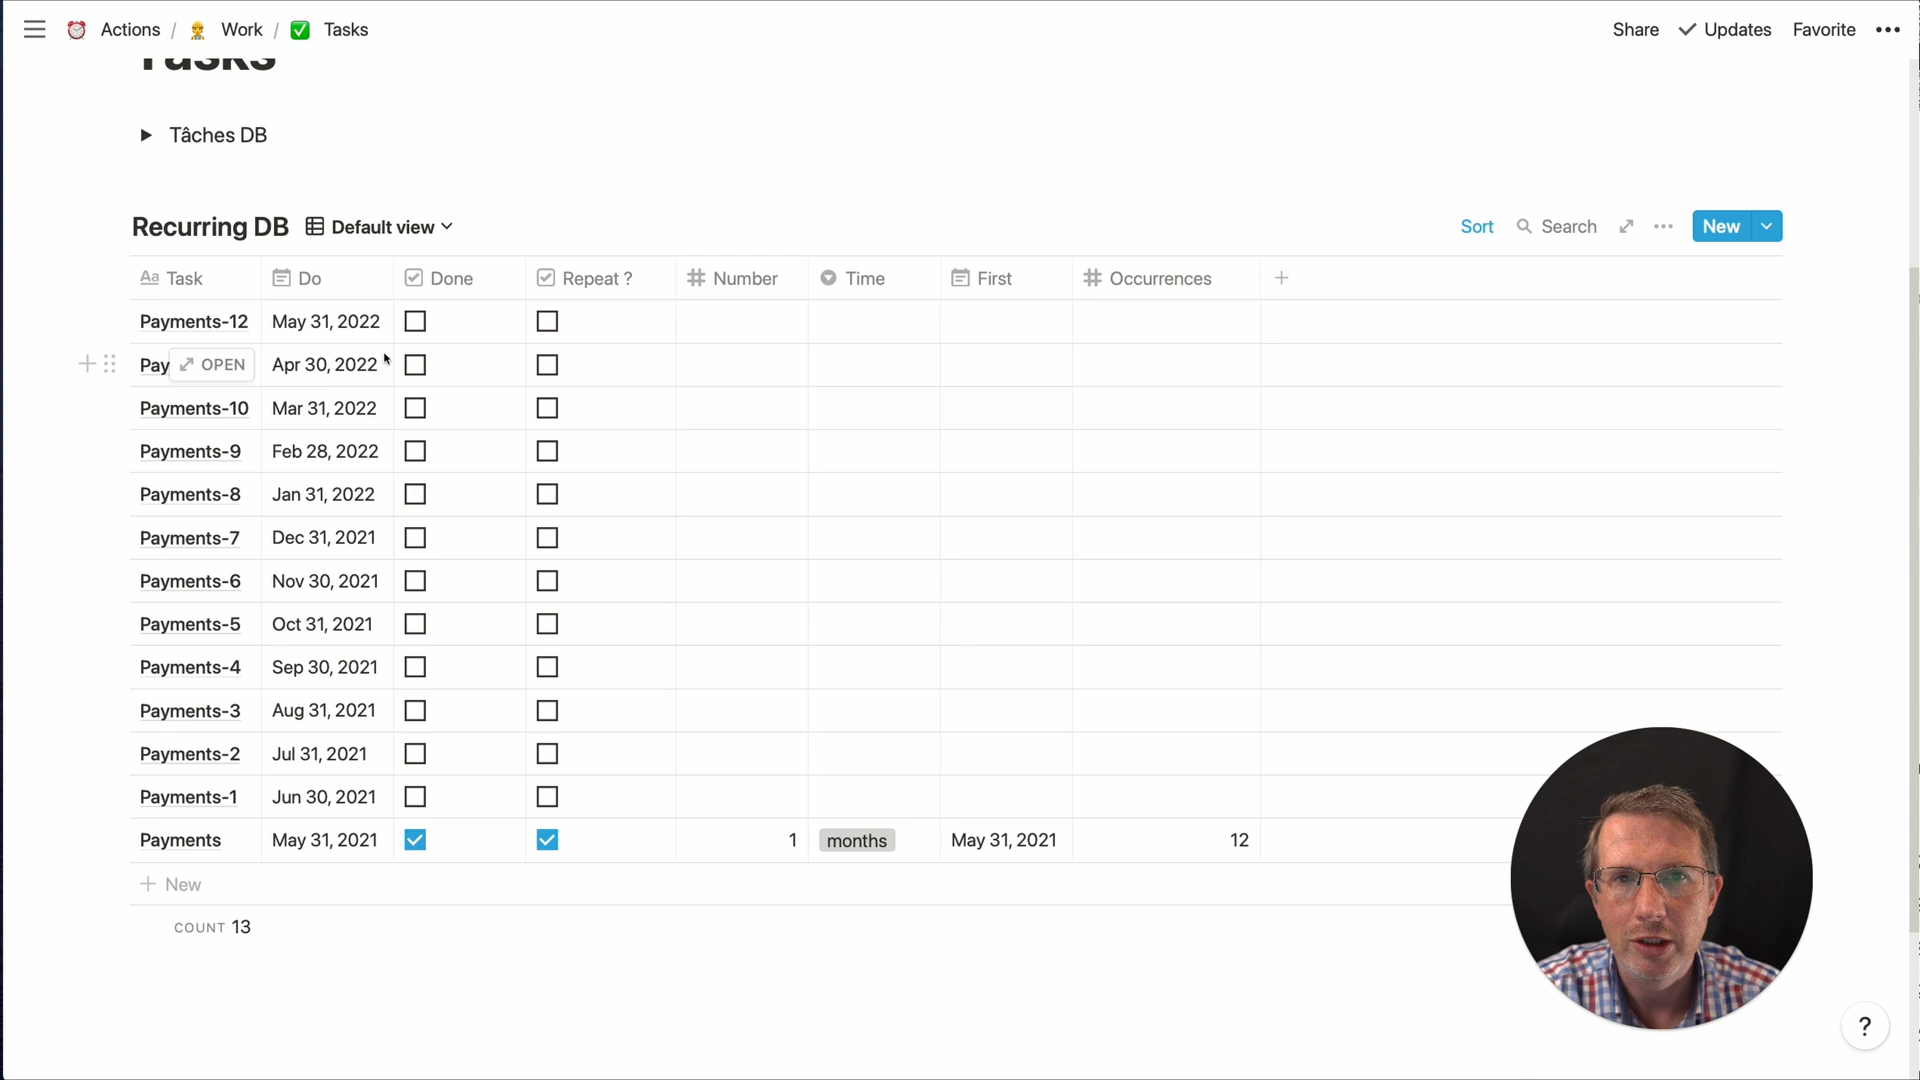 Actions / Work / Tasks Share Updates Favorite
Tasks
Tâches DB
Recurring DB Default view Sort Search New
Aa Task Do Done Repeat ? Number Time First Occurrences
Payments-12 May 31, 2022
Pay OPEN Apr 30, 2022
Payments-10 Mar 31, 2022
Payments-9 Feb 28, 2022
Payments-8 Jan 31, 2022
Payments-7 Dec 31, 2021
Payments-6 Nov 30, 2021
Payments-5 Oct 31, 2021
Payments-4 Sep 30, 2021
Payments-3 Aug 31, 2021
Payments-2 Jul 31, 2021
Payments-1 Jun 30, 2021
Payments May 31, 2021 1 months May 31, 2021 12
New
COUNT 13
?